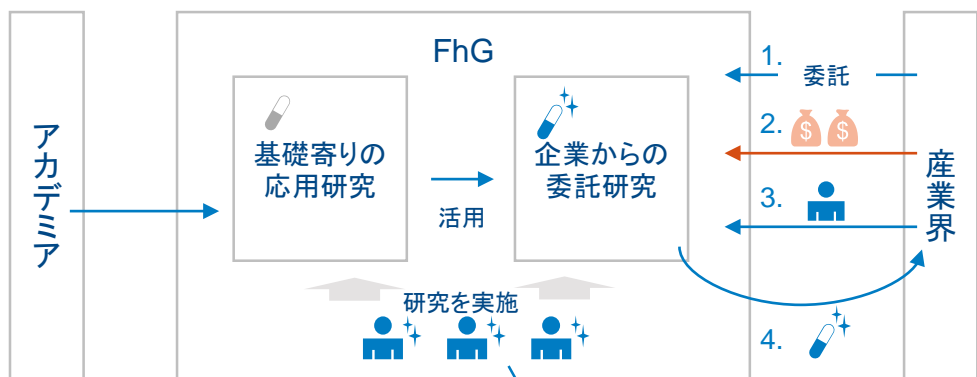 FhG
アカデミア
基礎寄りの
応用研究
活用
企業からの
委託研究
研究を実施
1.
委託
2.
$ $
3.
4.
産業界